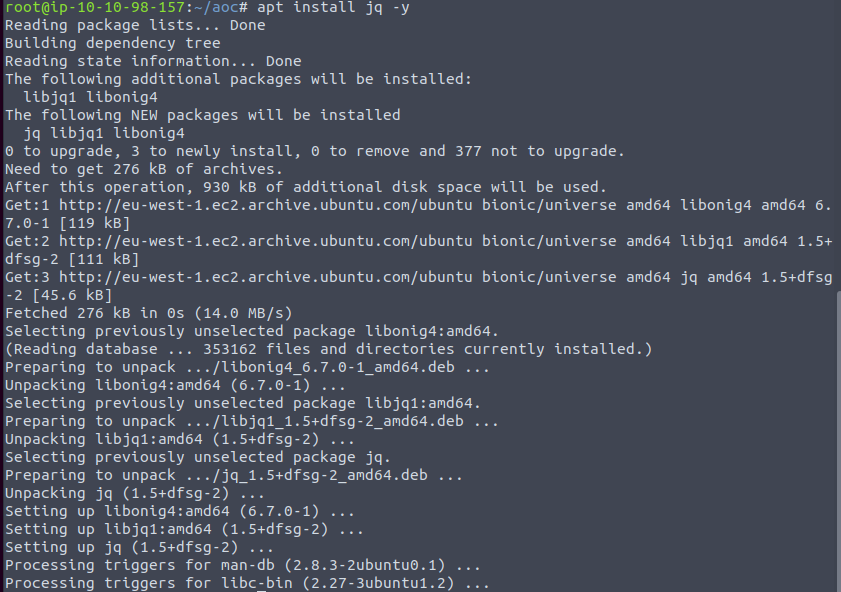 root@ip-10-10-98-157:~/aoc# apt install jq -y
Reading package lists... Done
Building dependency tree
Reading state information... Done
The following additional packages will be installed:
  libjq1 libonig4
The following NEW packages will be installed
  jq libjq1 libonig4
0 to upgrade, 3 to newly install, 0 to remove and 377 not to upgrade.
Need to get 276 kB of archives.
After this operation, 930 kB of additional disk space will be used.
Get:1 http://eu-west-1.ec2.archive.ubuntu.com/ubuntu bionic/universe amd64 libonig4 amd64 6.
7.0-1 [119 kB]
Get:2 http://eu-west-1.ec2.archive.ubuntu.com/ubuntu bionic/universe amd64 libjq1 amd64 1.5+
dfsg-2 [111 kB]
Get:3 http://eu-west-1.ec2.archive.ubuntu.com/ubuntu bionic/universe amd64 jq amd64 1.5+dfsg
-2 [45.6 kB]
Fetched 276 kB in 0s (14.0 MB/s)
Selecting previously unselected package libonig4:amd64.
(Reading database ... 353162 files and directories currently installed.)
Preparing to unpack .../libonig4_6.7.0-1_amd64.deb ...
Unpacking libonig4:amd64 (6.7.0-1) ...
Selecting previously unselected package libjq1:amd64.
Preparing to unpack .../libjq1_1.5+dfsg-2_amd64.deb ...
Unpacking libjq1:amd64 (1.5+dfsg-2) ...
Selecting previously unselected package jq.
Preparing to unpack .../jq_1.5+dfsg-2_amd64.deb ...
Unpacking jq (1.5+dfsg-2) ...
Setting up libonig4:amd64 (6.7.0-1) ...
Setting up libjq1:amd64 (1.5+dfsg-2) ...
Setting up jq (1.5+dfsg-2) ...
Processing triggers for man-db (2.8.3-2ubuntu0.1) ...
Processing triggers for libc-bin (2.27-3ubuntu1.2) ...